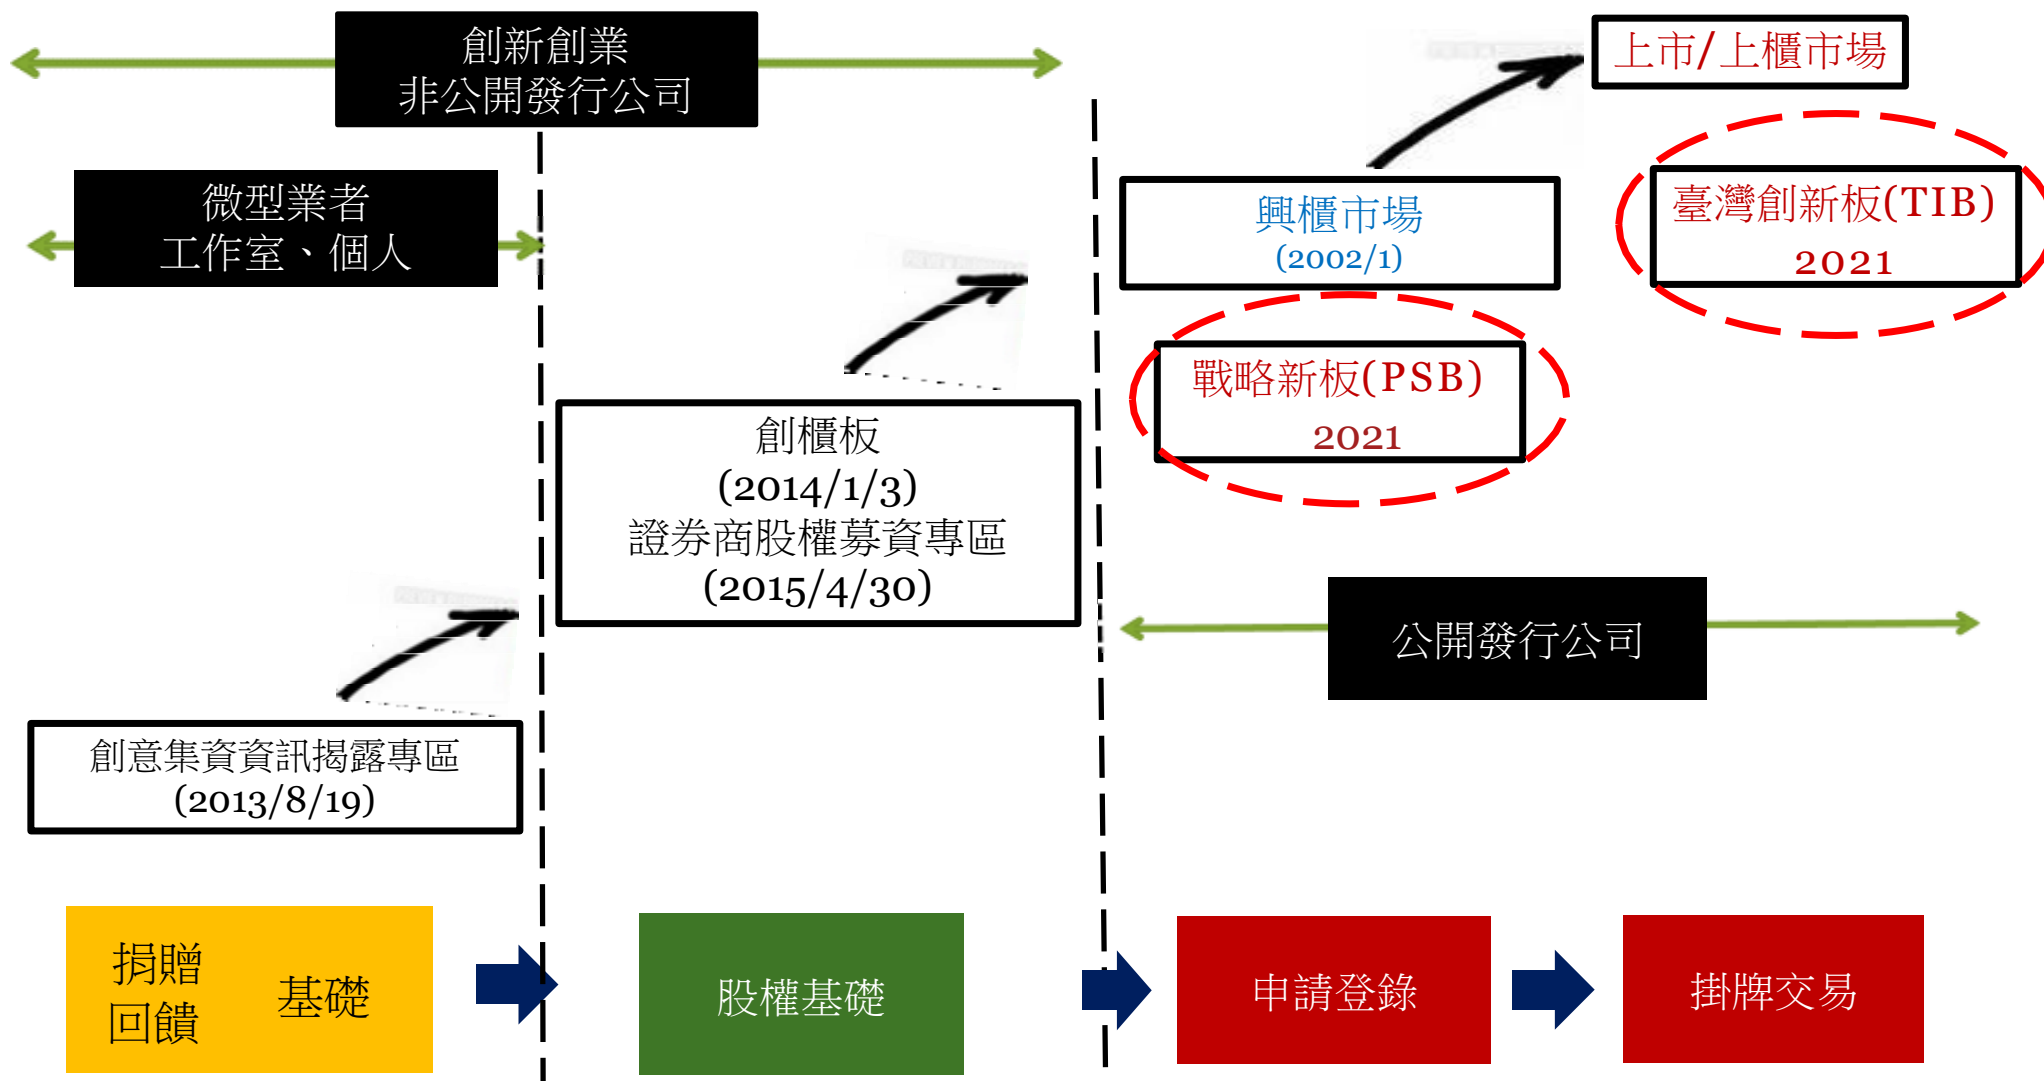 創新創業
非公開發行公司
上市/上櫃市場
微型業者
工作室、個人
興櫃市場
(2002/1)
臺灣創新板(TIB)
2021
戰略新板(PSB)
2021
創櫃板
(2014/1/3)
證券商股權募資專區
(2015/4/30)
公開發行公司
創意集資資訊揭露專區
(2013/8/19)
捐贈
回饋
基礎
股權基礎
申請登錄
掛牌交易